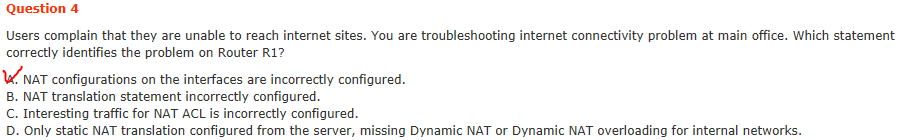 Question 4
Users complain that they are unable to reach internet sites. You are troubleshooting internet connectivity problem at main office. Which statement
correctly identifies the problem on Router R1?
A. NAT configurations on the interfaces are incorrectly configured.
B. NAT translation statement incorrectly configured.
C. Interesting traffic for NAT ACL is incorrectly configured.
D. Only static NAT translation configured from the server, missing Dynamic NAT or Dynamic NAT overloading for internal networks.